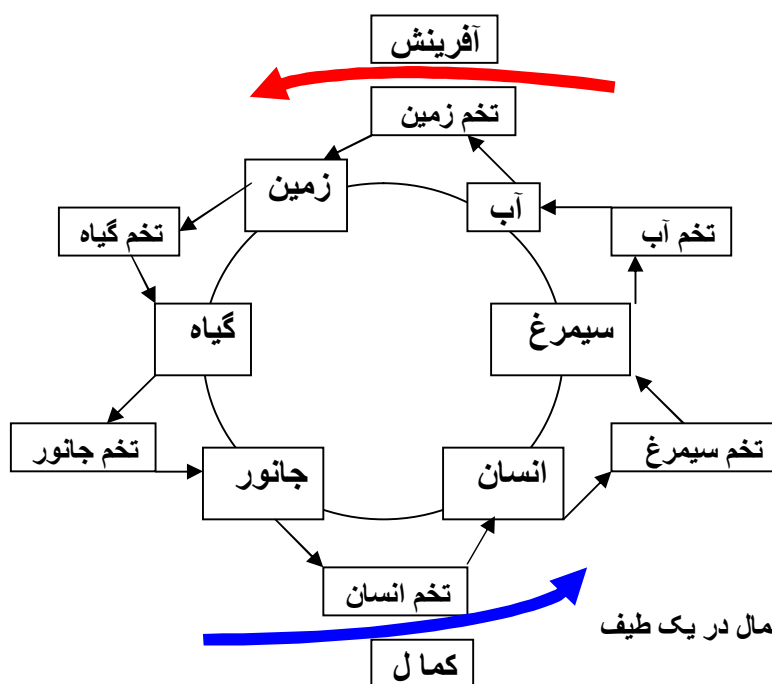 آفرینش
تخم زمین
زمین
آب
تخم گیاه
تخم آب
گیاه
سیمرغ
تخم جانور
جانور
انسان
تخم سیمرغ
تخم انسان
مال در یک طیف
کما ل